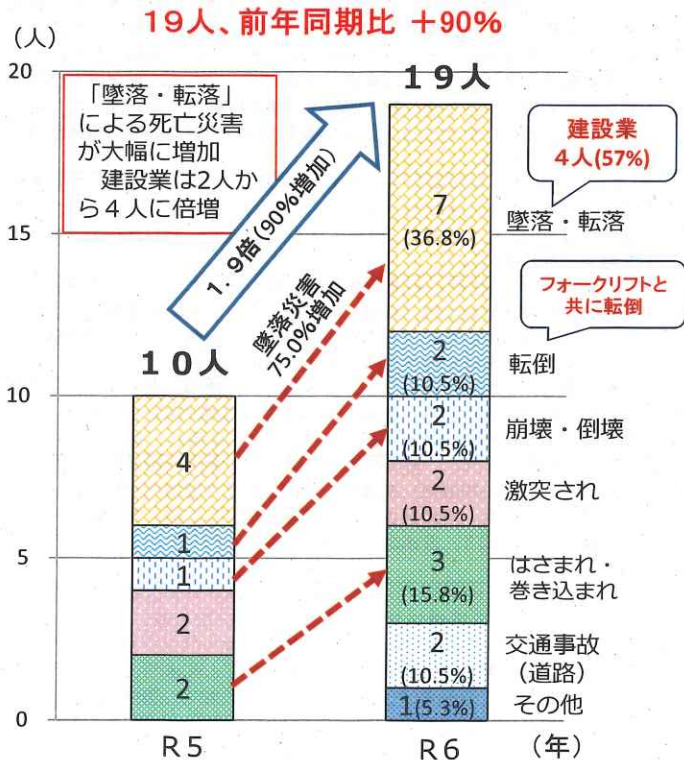 19人、前年同期比 +90%
(人)
20
15
10
5
0
「墜落・転落」
による死亡災害
が大幅に増加
建設業は2人か
ら4人に倍増
1.9倍(90%増加)
墜落災害
75.0%増加
10人
4
1
1
2
2
R5
19人
7
(36.8%)
2
(10.5%)
2
(10.5%)
2
(10.5%)
3
(15.8%)
2
(10.5%)
1(5.3%)
R6
(年)
建設業
4人(57%)
墜落・転落
フォークリフトと
共に転倒
転倒
崩壊・倒壊
激突され
はさまれ・
巻き込まれ
交通事故
(道路)
その他